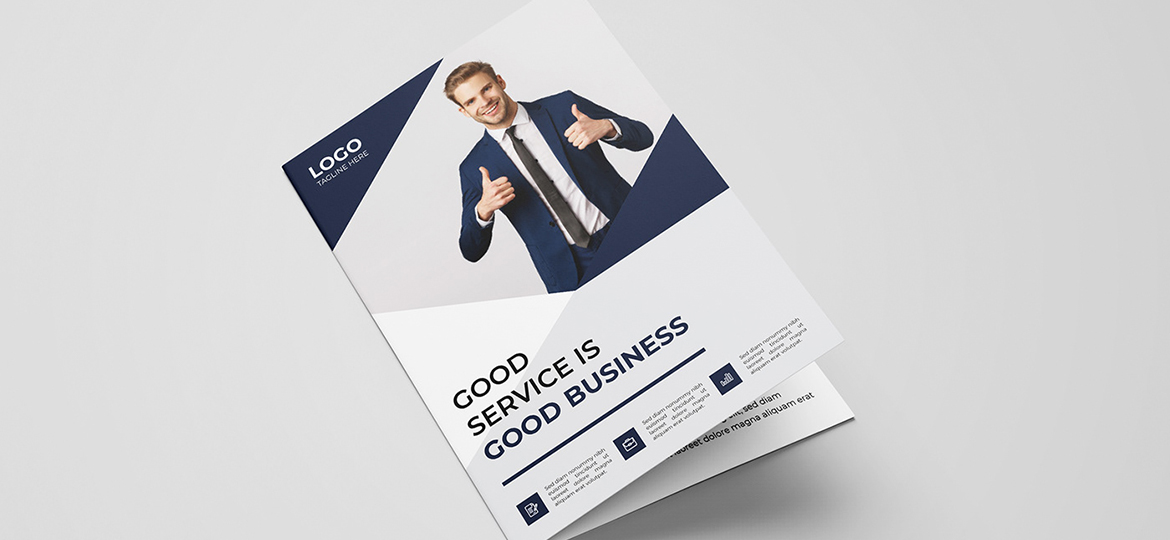 LOGO
TAGLINE HERE
GOOD
SERVICE IS
GOOD BUSINESS
Sed diam nonummy nibh
euismod tincidunt ut
laoreet dolore magna
aliquam erat volutpat.
Sed diam nonummy nibh
euismod tincidunt ut
laoreet dolore magna
aliquam erat volutpat.
Sed diam nonummy nibh
euismod tincidunt ut
laoreet dolore magna
aliquam erat volutpat.
sed diam
laoreet dolore magna aliquam erat